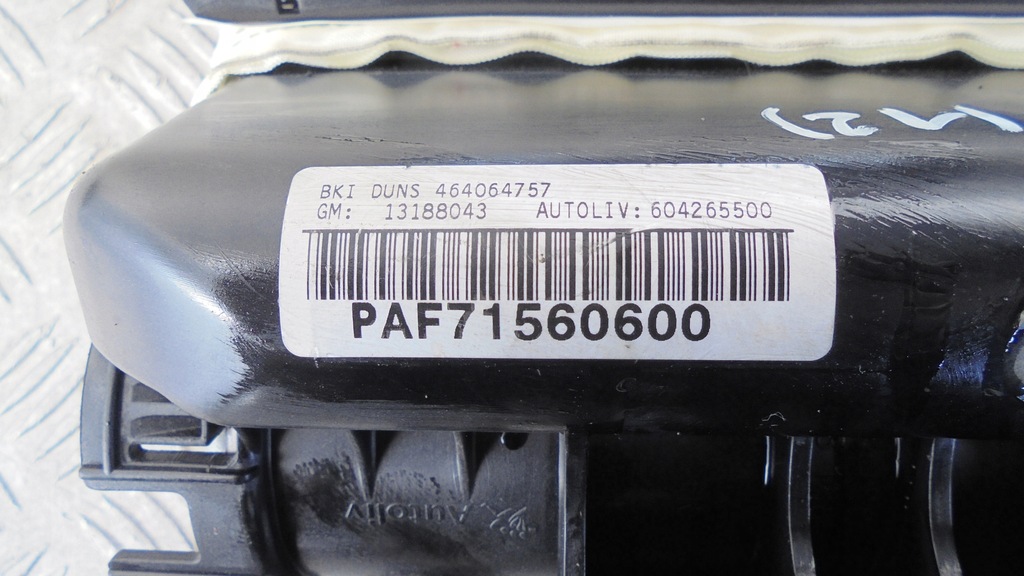 BKI DUNS 464064757
GM: 13188043 AUTOLIV: 604265500
PAF71560600
Autoliv